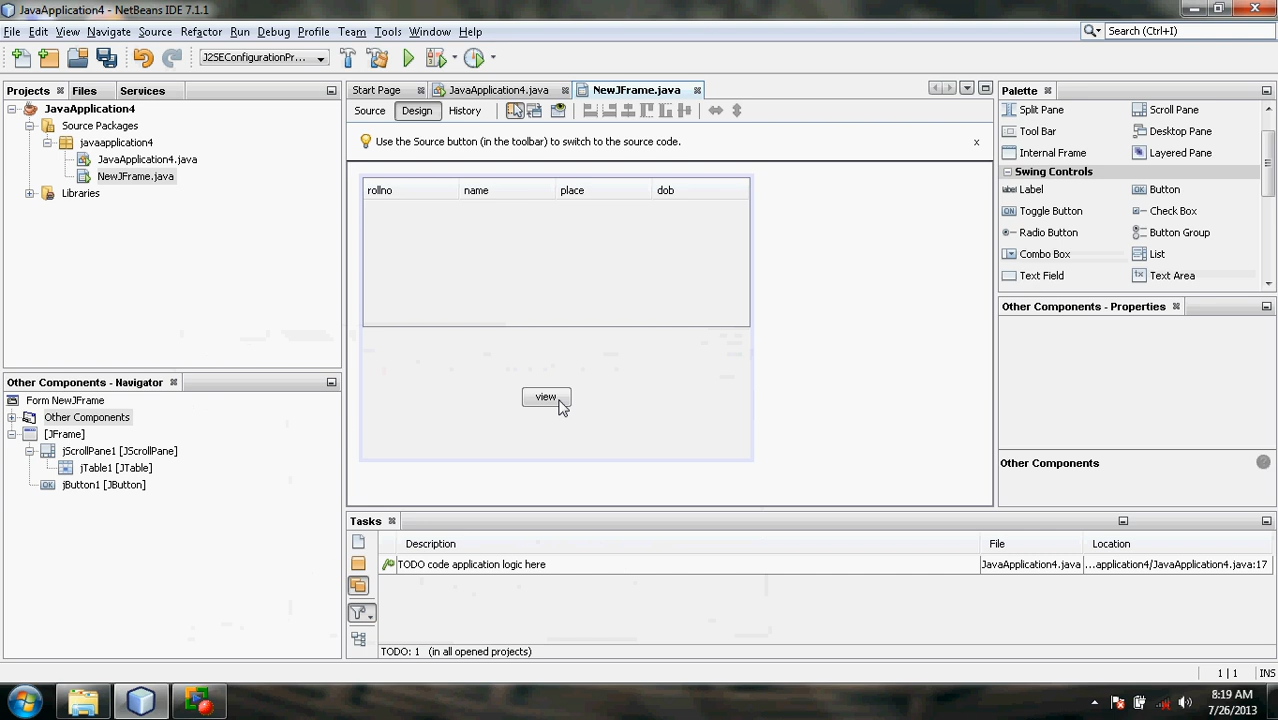 JavaApplication4 - NetBeans IDE 7.1.1
File Edit View Navigate Source Refactor Run Debug Profile Team Tools Window Help
Search (Ctrl+I)
J2SEConfigurationPr...
Projects Files Services
Start Page JavaApplication4.java NewJFrame.java
Palette
JavaApplication4
Source Packages
javaapplication4
JavaApplication4.java
NewJFrame.java
Libraries
Source Design History
Use the Source button (in the toolbar) to switch to the source code.
x
rollno name place dob
view
Split Pane Scroll Pane
Tool Bar Desktop Pane
Internal Frame Layered Pane
Swing Controls
Label Button
Toggle Button Check Box
Radio Button Button Group
Combo Box List
Text Field Text Area
Other Components - Properties
Other Components
Other Components - Navigator
Form NewJFrame
Other Components
[JFrame]
jScrollPane1 [JScrollPane]
jTable1 [JTable]
jButton1 [JButton]
Tasks
Description File Location
TODO code application logic here JavaApplication4.java ...application4/JavaApplication4.java:17
TODO: 1 (in all opened projects)
1 | 1 INS
8:19 AM
7/26/2013